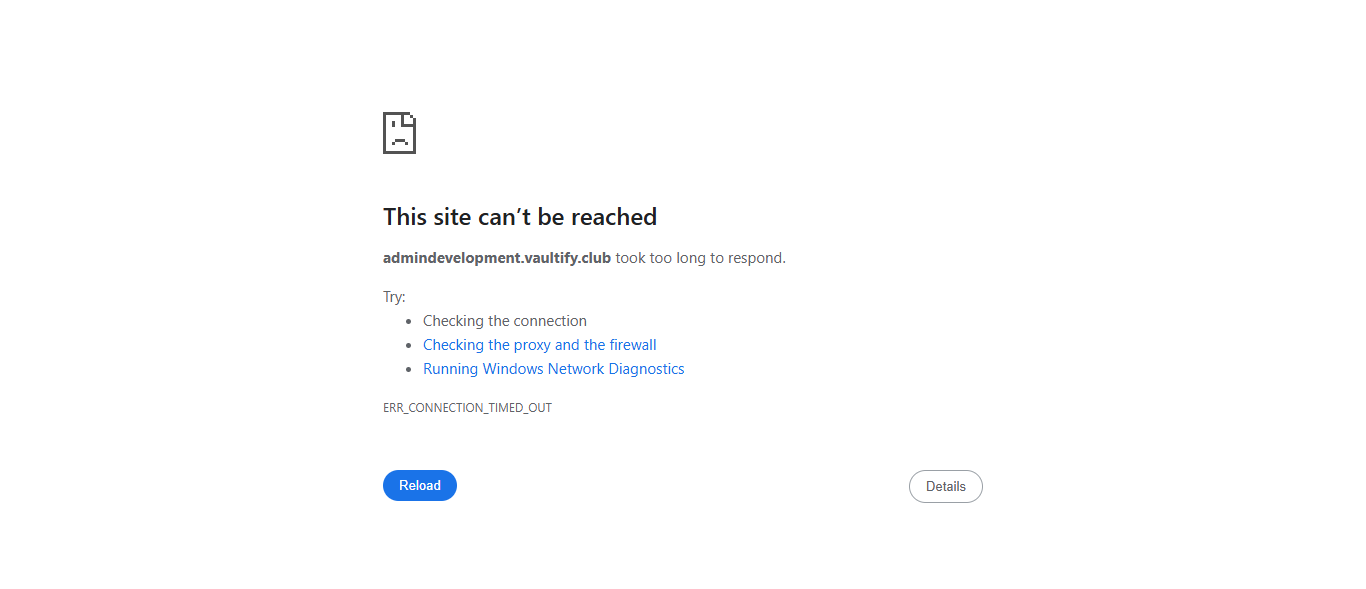 This site can’t be reached
admindevelopment.vaultify.club took too long to respond.
Try:
• Checking the connection
• Checking the proxy and the firewall
• Running Windows Network Diagnostics
ERR_CONNECTION_TIMED_OUT
Reload
Details